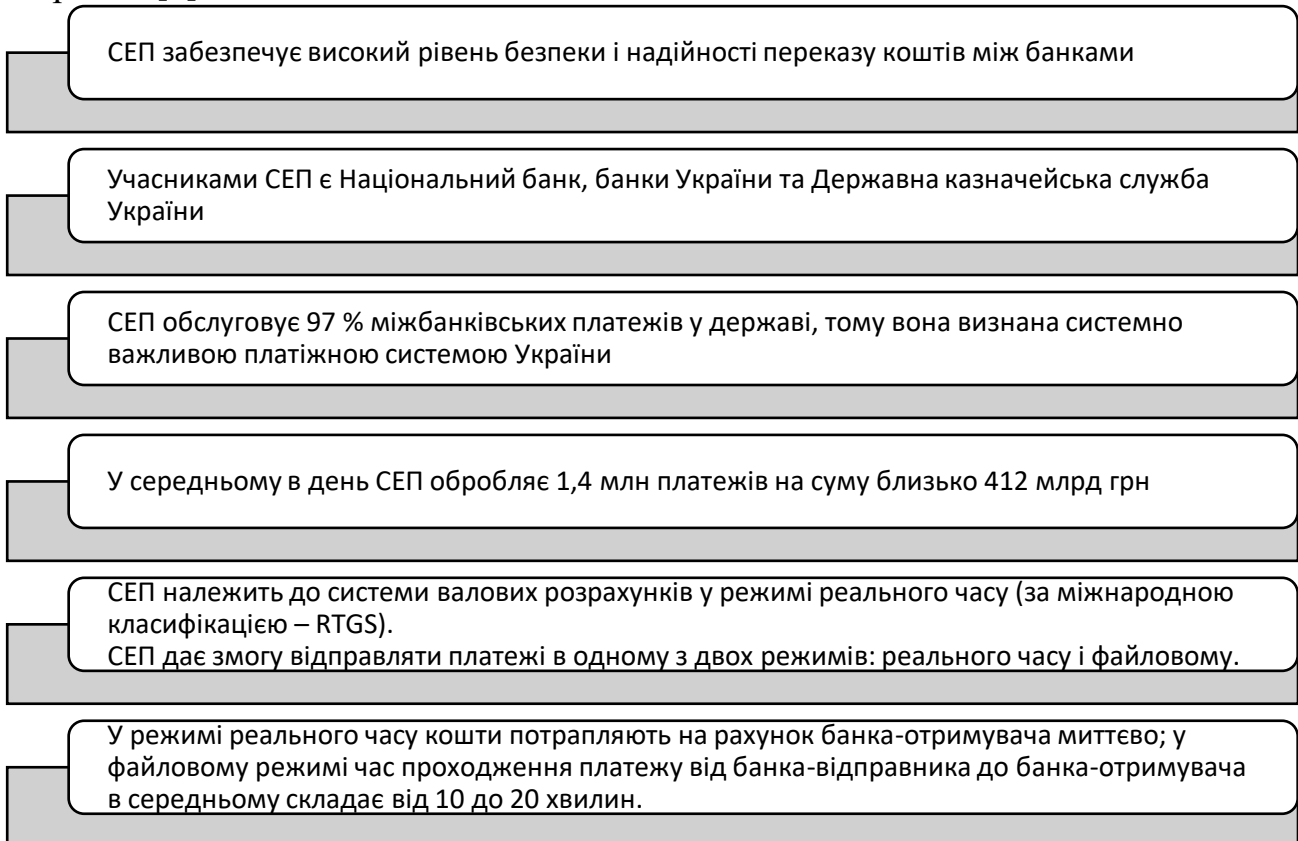 СЕП забезпечує високий рівень безпеки і надійності переказу коштів між банками
Учасниками СЕП є Національний банк, банки України та Державна казначейська служба
України
СЕП обслуговує 97 % міжбанківських платежів у державі, тому вона визнана системно
важливою платіжною системою України
У середньому в день СЕП обробляє 1,4 млн платежів на суму близько 412 млрд грн
СЕП належить до системи валових розрахунків у режимі реального часу (за міжнародною
класифікацією – RTGS).
СЕП дає змогу відправляти платежі в одному з двох режимів: реального часу і файловому.
У режимі реального часу кошти потрапляють на рахунок банка-отримувача миттєво; у
файловому режимі час проходження платежу від банка-відправника до банка-отримувача
в середньому складає від 10 до 20 хвилин.